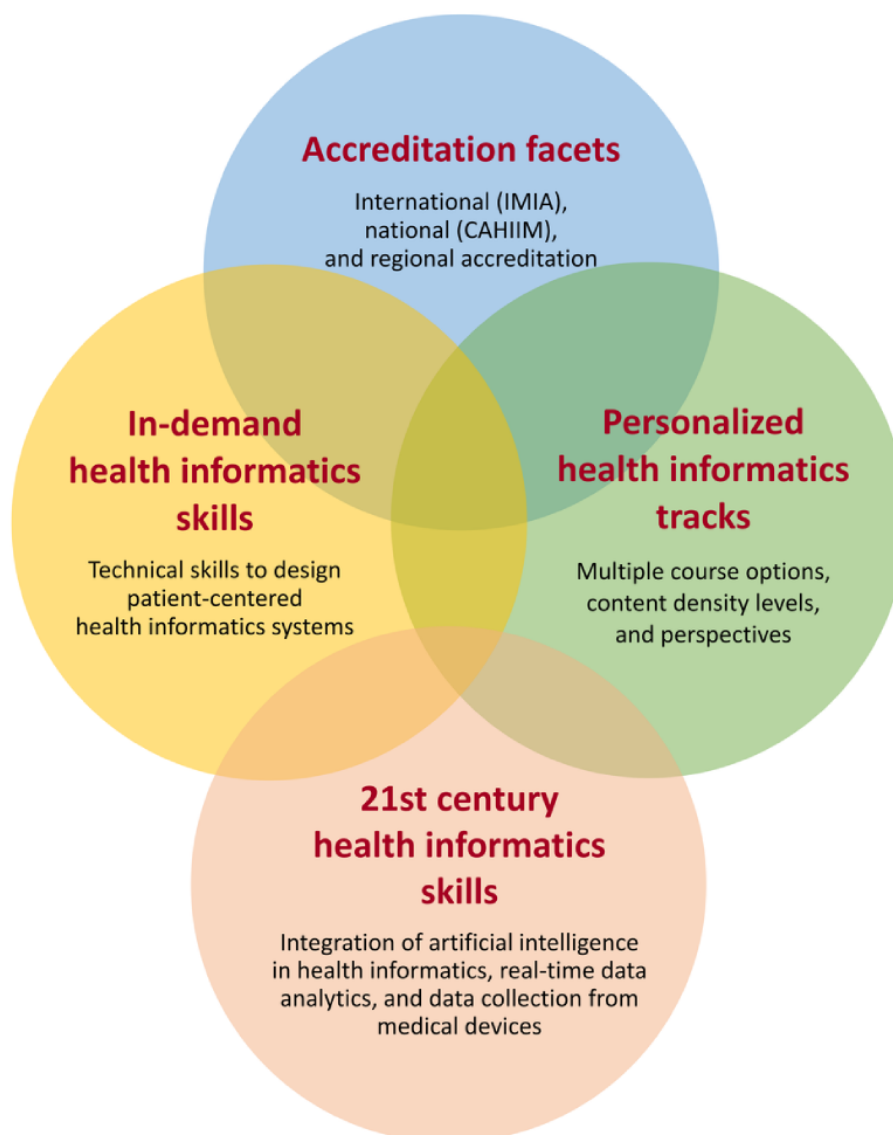 Accreditation facets
International (IMIA),
national (CAHIIM),
and regional accreditation
In-demand
health informatics
skills
Technical skills to design
patient-centered
health informatics systems
Personalized
health informatics
tracks
Multiple course options,
content density levels,
and perspectives
21st century
health informatics
skills
Integration of artificial intelligence
in health informatics, real-time data
analytics, and data collection from
medical devices